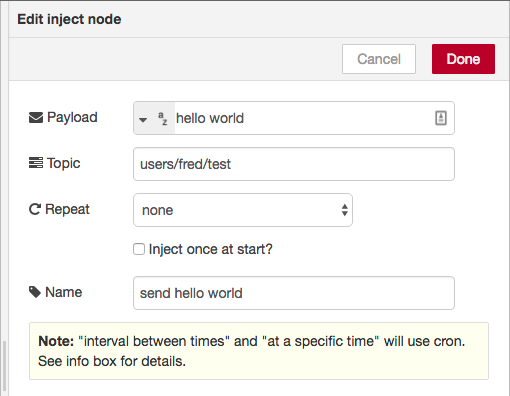 Edit inject node
Cancel Done
Payload az hello world
Topic users/fred/test
Repeat none
Inject once at start?
Name send hello world
Note: "interval between times" and "at a specific time" will use cron.
See info box for details.